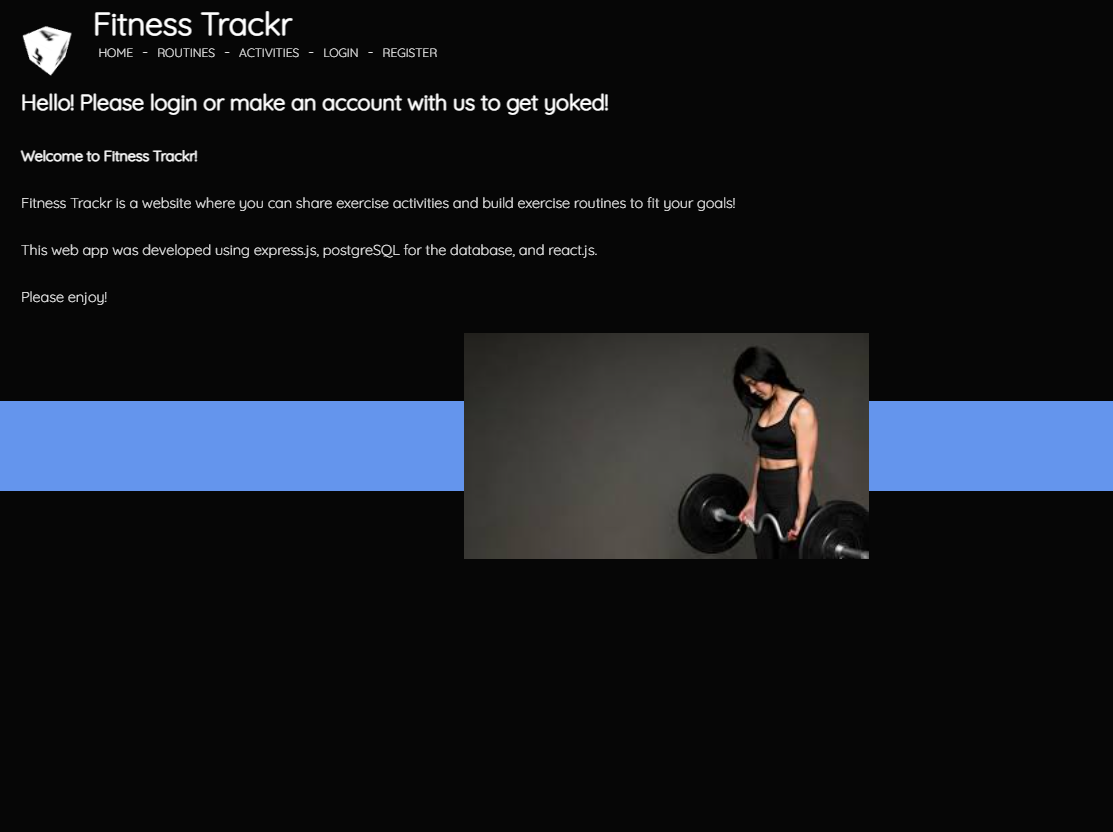 Fitness Trackr
HOME - ROUTINES - ACTIVITIES - LOGIN - REGISTER
Hello! Please login or make an account with us to get yoked!
Welcome to Fitness Trackr!
Fitness Trackr is a website where you can share exercise activities and build exercise routines to fit your goals!
This web app was developed using express.js, postgreSQL for the database, and react.js.
Please enjoy!